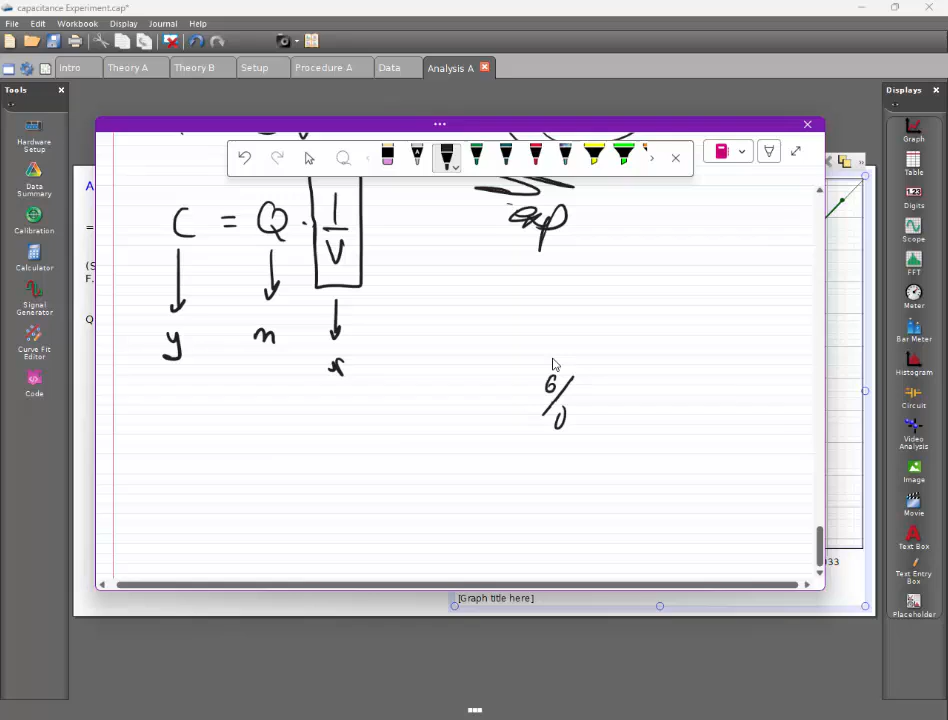 capacitance Experiment.cap*
File Edit Workbook Display Journal Help
Intro Theory A Theory B Setup Procedure A Data Analysis A
Tools
Displays
Hardware Setup
Data Summary
Calibration
Calculator
Signal Generator
Curve Fit Editor
Code
A
=
(S
F.
Q
C = Q · 1/V
exp
y m x
6/0
033
[Graph title here]
Graph
Table
1.23
Digits
Scope
FFT
Meter
Bar Meter
Histogram
Circuit
Video Analysis
Image
Movie
Text Box
Text Entry Box
Placeholder